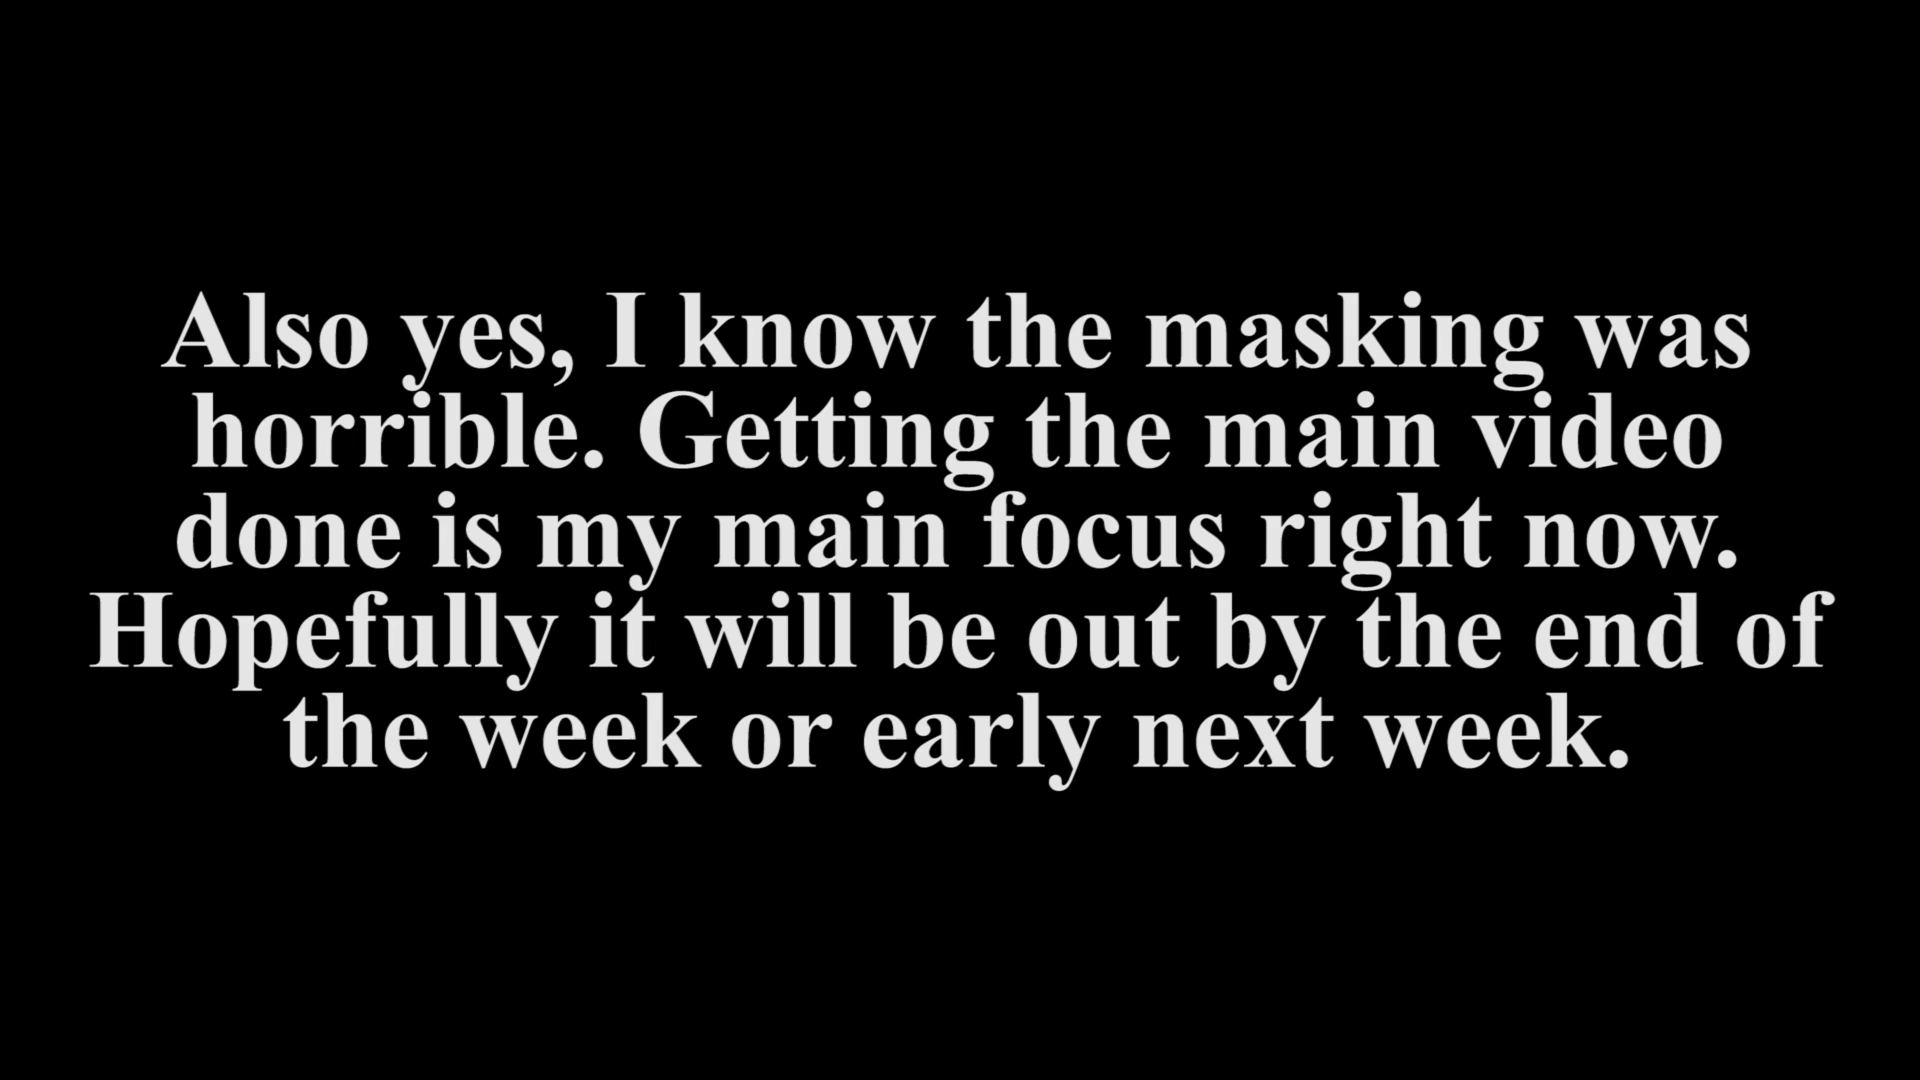 Also yes, I know the masking was
horrible. Getting the main video
done is my main focus right now.
Hopefully it will be out by the end of
the week or early next week.